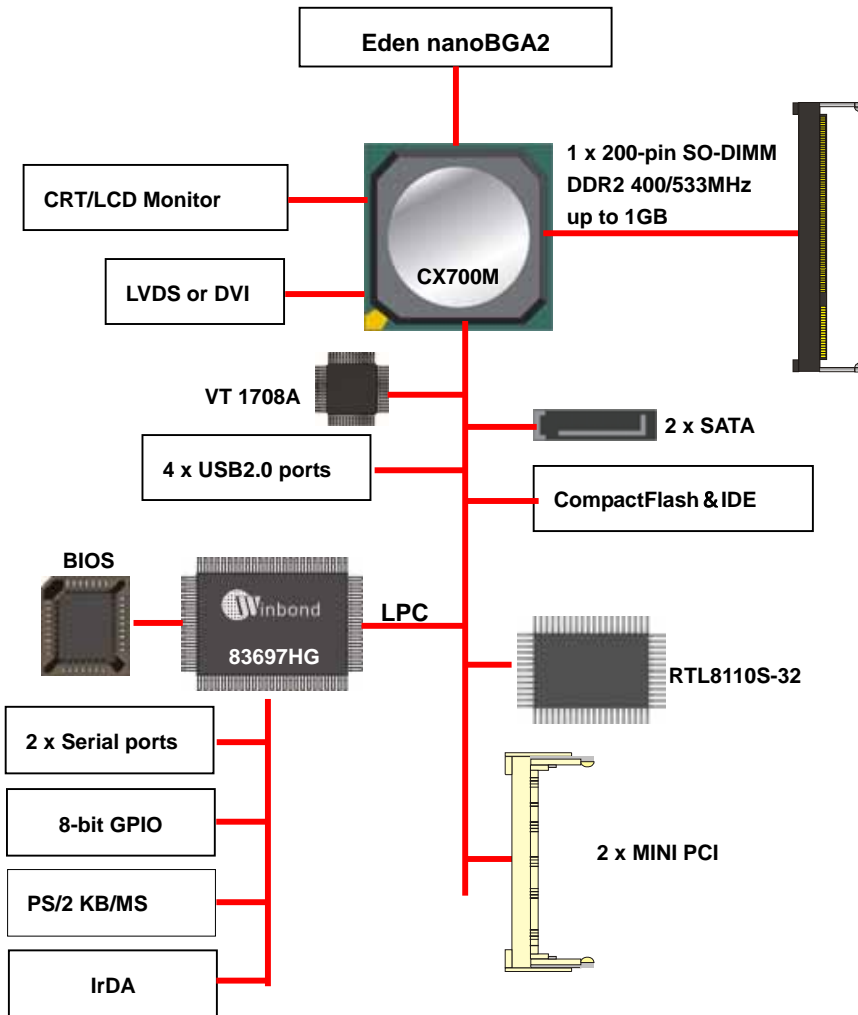 Eden nanoBGA2
1 x 200-pin SO-DIMM
DDR2 400/533MHz
up to 1GB
CRT/LCD Monitor
CX700M
LVDS or DVI
VT 1708A
2 x SATA
4 x USB2.0 ports
CompactFlash & IDE
BIOS
Winbond
LPC
83697HG
RTL8110S-32
2 x Serial ports
8-bit GPIO
2 x MINI PCI
PS/2 KB/MS
IrDA